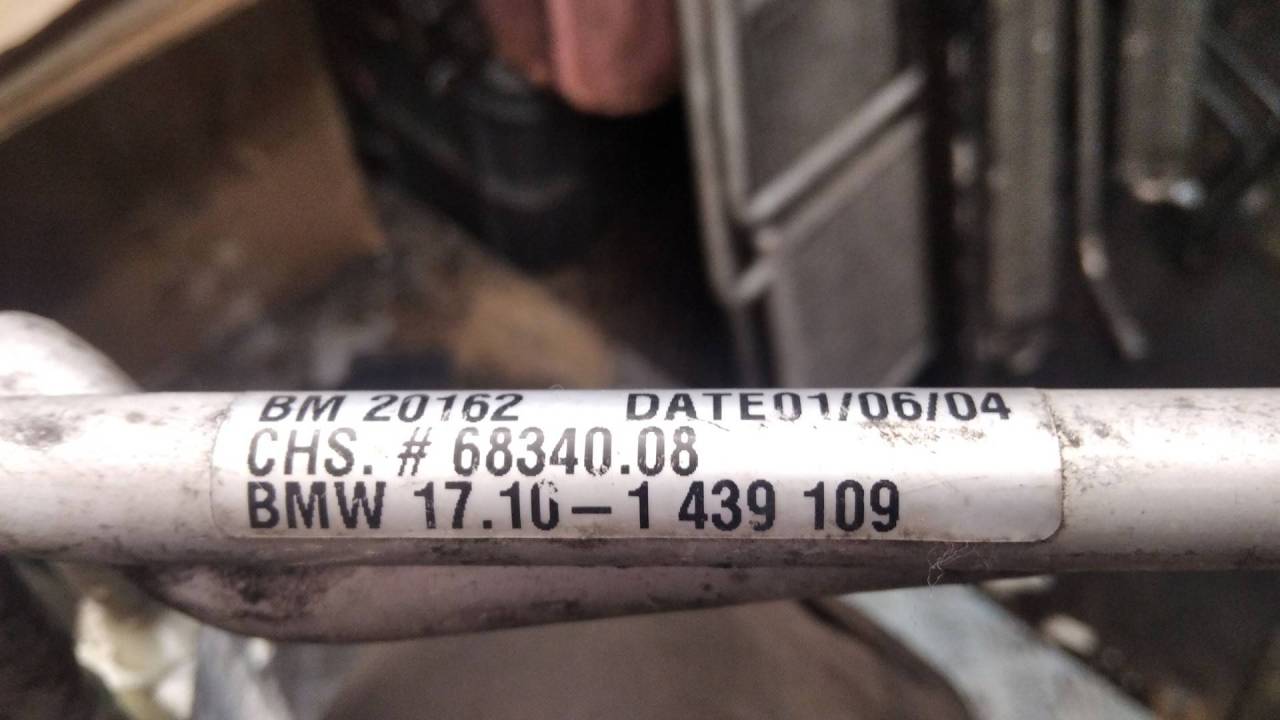 BM 20162 DATE01/06/04
CHS. # 68340.08
BMW 17.10-1 439 109